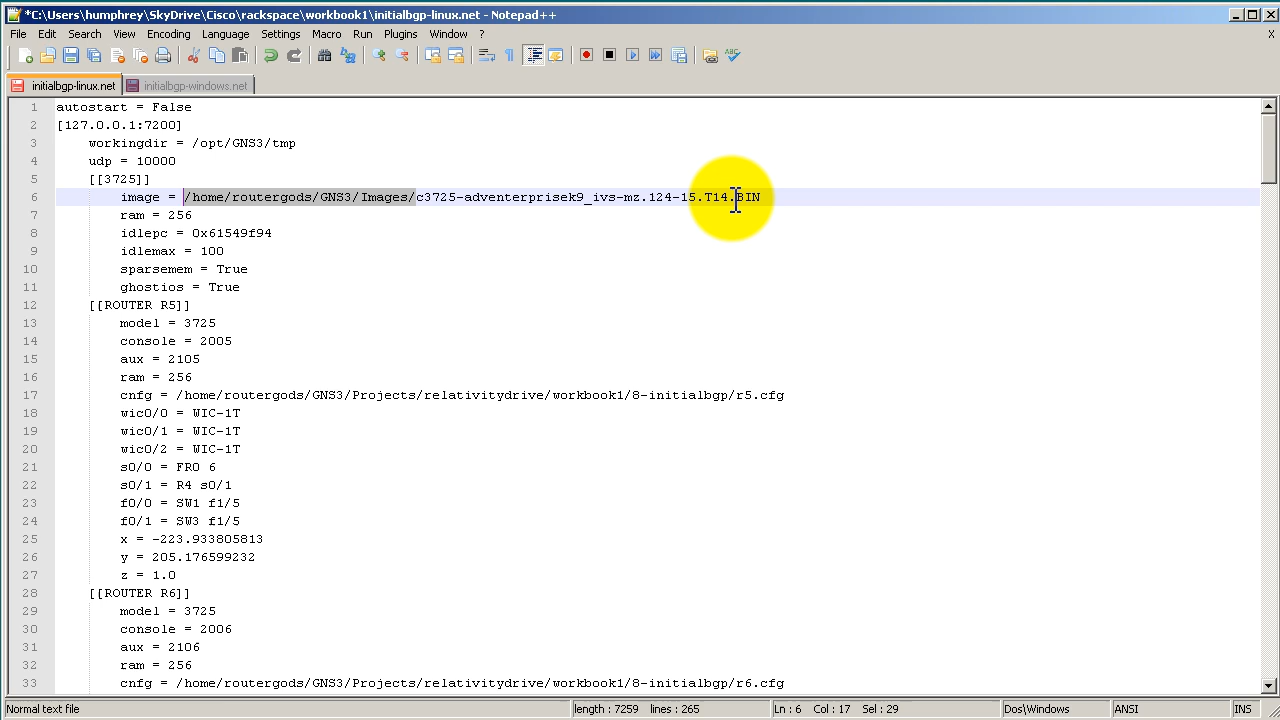 *C:\Users\humphrey\SkyDrive\Cisco\rackspace\workbook1\initialbgp-linux.net - Notepad++
File Edit Search View Encoding Language Settings Macro Run Plugins Window ? X
initialbgp-linux.net initialbgp-windows.net
1 autostart = False
2 [127.0.0.1:7200]
3 workingdir = /opt/GNS3/tmp
4 udp = 10000
5 [[3725]]
6 image = /home/routergods/GNS3/Images/c3725-adventerprisek9_ivs-mz.124-15.T14.BIN
7 ram = 256
8 idlepc = 0x61549f94
9 idlemax = 100
10 sparsemem = True
11 ghostios = True
12 [[ROUTER R5]]
13 model = 3725
14 console = 2005
15 aux = 2105
16 ram = 256
17 cnfg = /home/routergods/GNS3/Projects/relativitydrive/workbook1/8-initialbgp/r5.cfg
18 wic0/0 = WIC-1T
19 wic0/1 = WIC-1T
20 wic0/2 = WIC-1T
21 s0/0 = FR0 6
22 s0/1 = R4 s0/1
23 f0/0 = SW1 f1/5
24 f0/1 = SW3 f1/5
25 x = -223.933805813
26 y = 205.176599232
27 z = 1.0
28 [[ROUTER R6]]
29 model = 3725
30 console = 2006
31 aux = 2106
32 ram = 256
33 cnfg = /home/routergods/GNS3/Projects/relativitydrive/workbook1/8-initialbgp/r6.cfg
Normal text file length : 7259 lines : 265 Ln : 6 Col : 17 Sel : 29 Dos\Windows ANSI INS